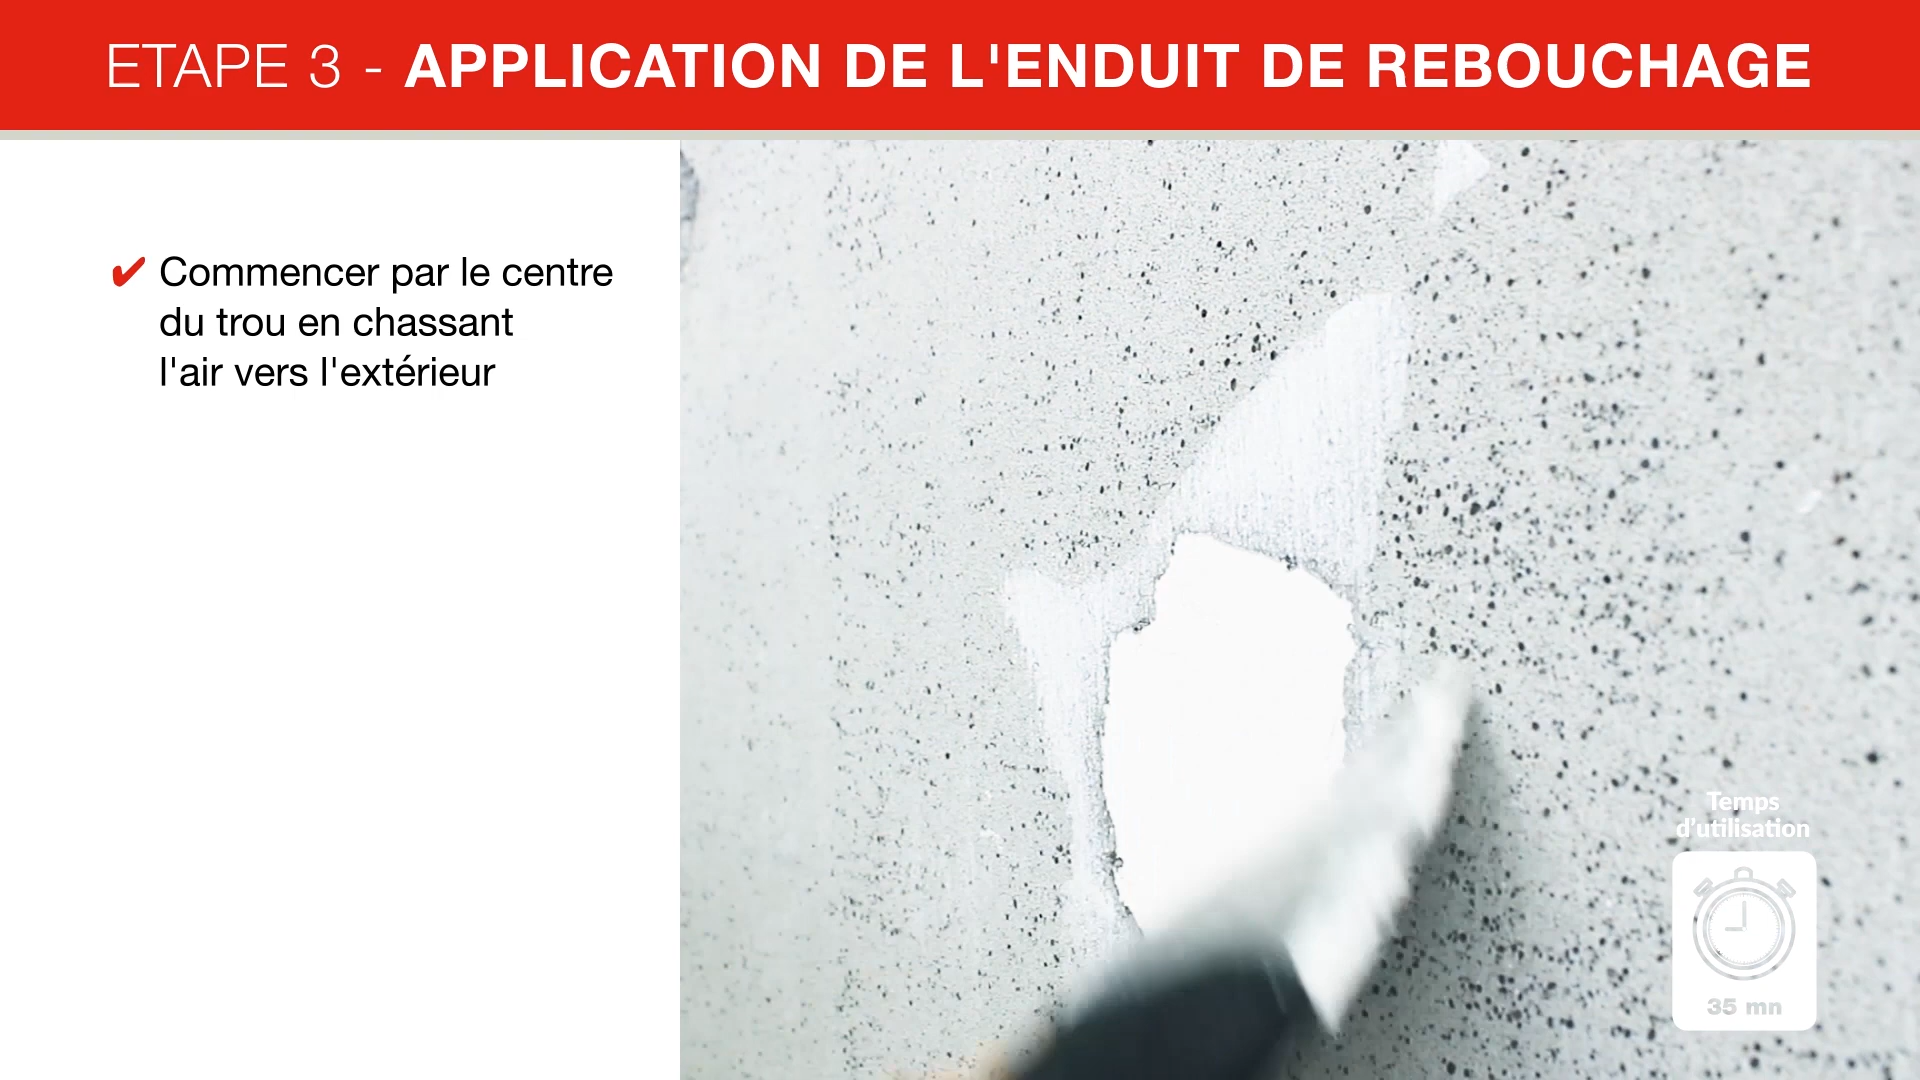 ETAPE 3 - APPLICATION DE L'ENDUIT DE REBOUCHAGE
✔ Commencer par le centre
du trou en chassant
l'air vers l'extérieur
Temps
d'utilisation
35 mn